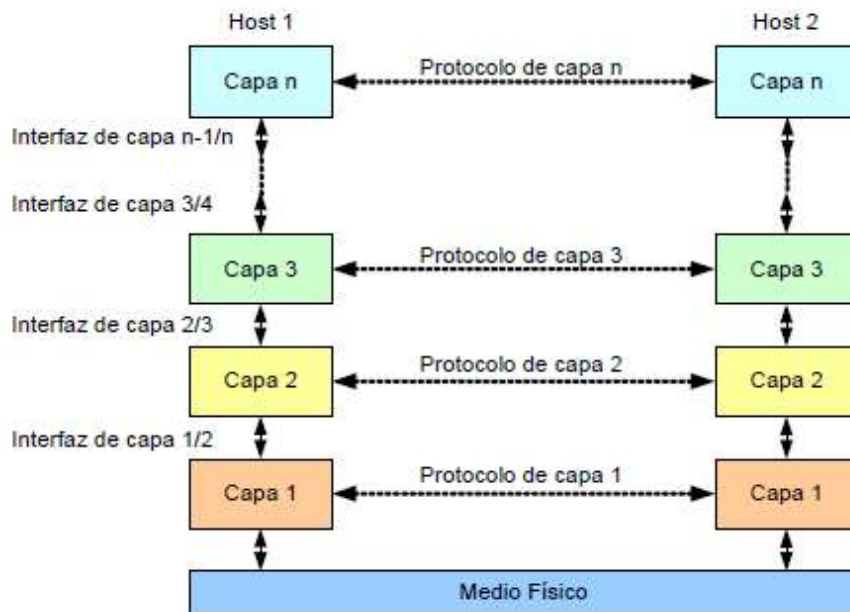 Host 1
Host 2
Capa n
Protocolo de capa n
Capa n
Interfaz de capa n-1/n
Interfaz de capa 3/4
Capa 3
Protocolo de capa 3
Capa 3
Interfaz de capa 2/3
Capa 2
Protocolo de capa 2
Capa 2
Interfaz de capa 1/2
Capa 1
Protocolo de capa 1
Capa 1
Medio Físico